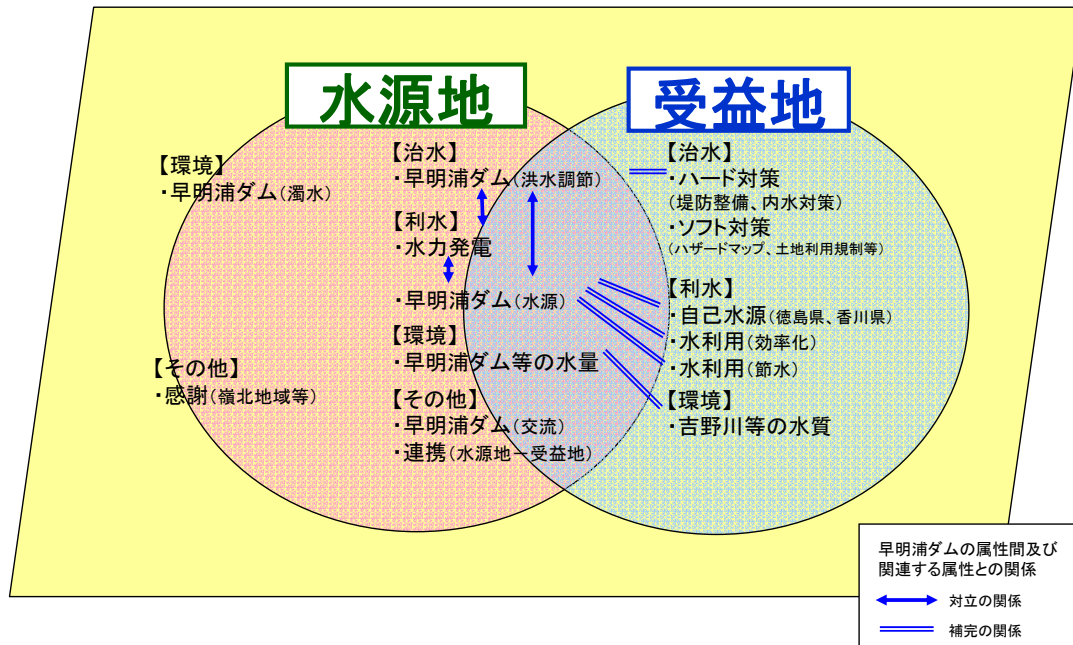 水源地
受益地
【環境】
・早明浦ダム(濁水)
【その他】
・感謝(嶺北地域等)
【治水】
・早明浦ダム(洪水調節)
【利水】
・水力発電
・早明浦ダム(水源)
【環境】
・早明浦ダム等の水量
【その他】
・早明浦ダム(交流)
・連携(水源地－受益地)
【治水】
・ハード対策
(堤防整備、内水対策)
・ソフト対策
(ハザードマップ、土地利用規制等)
【利水】
・自己水源(徳島県、香川県)
・水利用(効率化)
・水利用(節水)
【環境】
・吉野川等の水質
早明浦ダムの属性間及び
関連する属性との関係
対立の関係
補完の関係